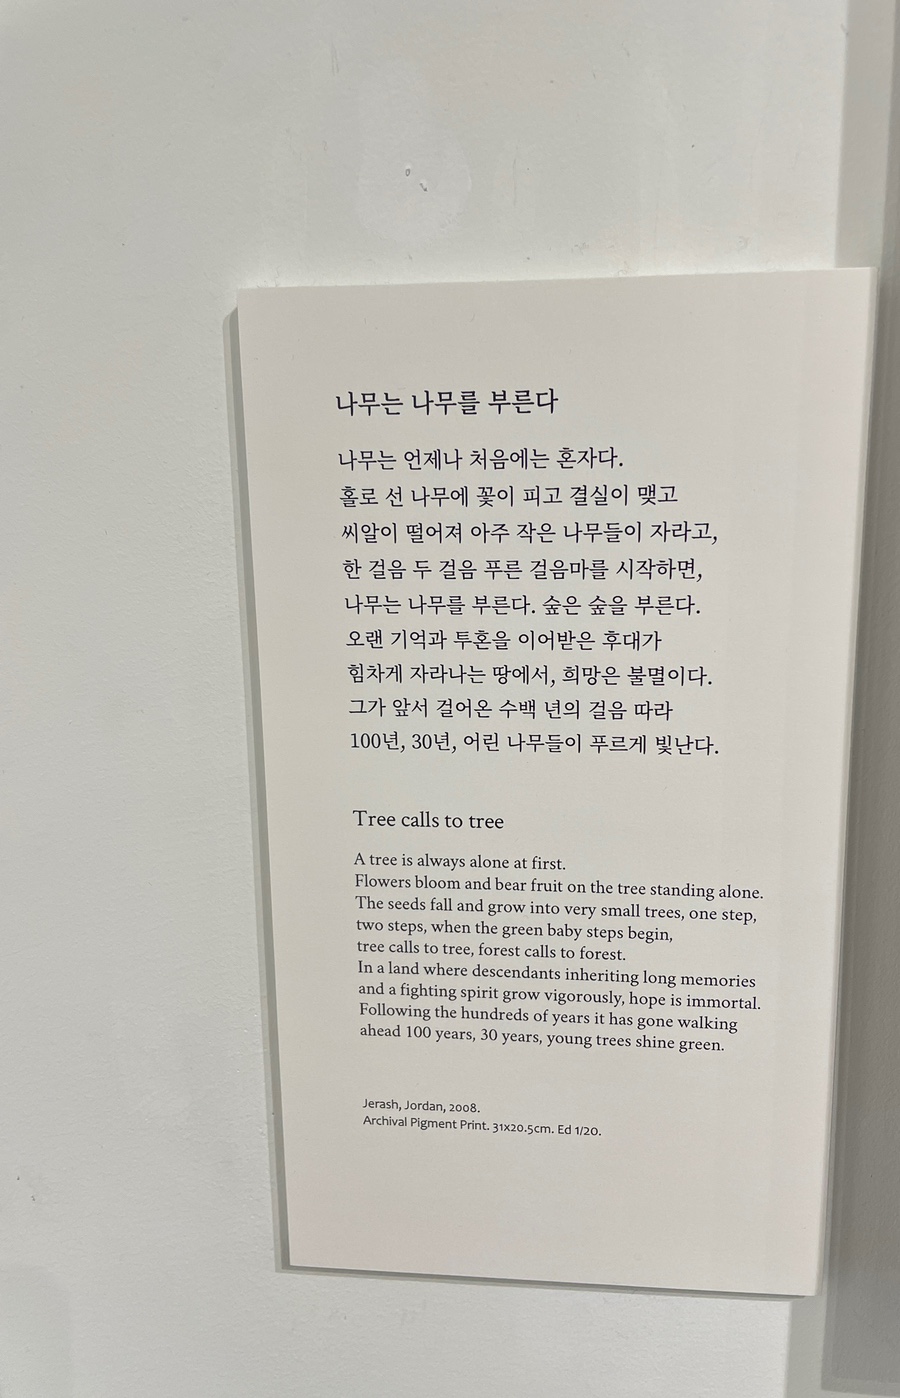 나무는 나무를 부른다
나무는 언제나 처음에는 혼자다.
홀로 선 나무에 꽃이 피고 결실이 맺고
씨알이 떨어져 아주 작은 나무들이 자라고,
한 걸음 두 걸음 푸른 걸음마를 시작하면,
나무는 나무를 부른다. 숲은 숲을 부른다.
오랜 기억과 투혼을 이어받은 후대가
힘차게 자라나는 땅에서, 희망은 불멸이다.
그가 앞서 걸어온 수백 년의 걸음 따라
100년, 30년, 어린 나무들이 푸르게 빛난다.
Tree calls to tree
A tree is always alone at first.
Flowers bloom and bear fruit on the tree standing alone.
The seeds fall and grow into very small trees, one step,
two steps, when the green baby steps begin,
tree calls to tree, forest calls to forest.
In a land where descendants inheriting long memories
and a fighting spirit grow vigorously, hope is immortal.
Following the hundreds of years it has gone walking
ahead 100 years, 30 years, young trees shine green.
Jerash, Jordan, 2008.
Archival Pigment Print. 31x20.5cm. Ed 1/20.